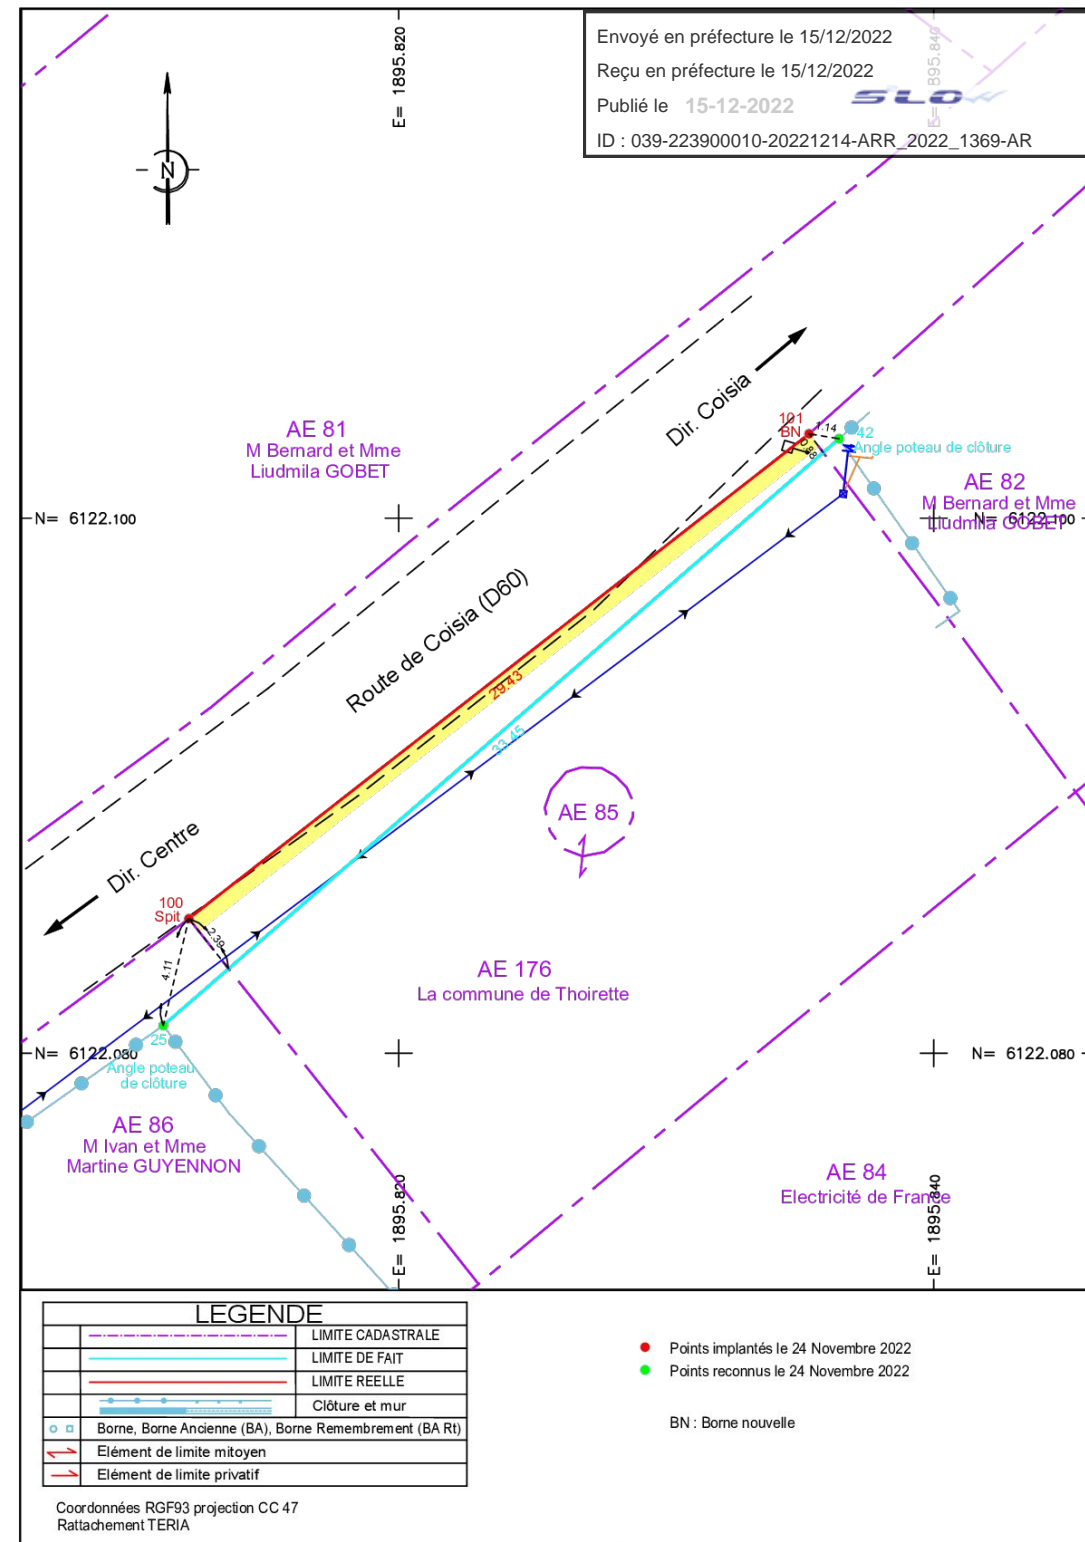 Envoyé en préfecture le 15/12/2022
Reçu en préfecture le 15/12/2022
Publié le 15-12-2022
S²LOW
ID : 039-223900010-20221214-ARR_2022_1369-AR
E= 1895.820
E= 1895.840
N
Dir. Coisia
101
BN
1.14
0.88
42
Angle poteau de clôture
AE 81
M Bernard et Mme
Liudmila GOBET
AE 82
M Bernard et Mme
Liudmila GOBET
N= 6122.100
N= 6122.100
Route de Coisia (D60)
29.43
33.45
AE 85
Dir. Centre
100
Spit
2.39
4.11
AE 176
La commune de Thoirette
25
N= 6122.080
N= 6122.080
Angle poteau
de clôture
AE 86
M Ivan et Mme
Martine GUYENNON
AE 84
Electricité de France
E= 1895.820
E= 1895.840
LEGENDE
LIMITE CADASTRALE
LIMITE DE FAIT
LIMITE REELLE
Clôture et mur
Borne, Borne Ancienne (BA), Borne Remembrement (BA Rt)
Elément de limite mitoyen
Elément de limite privatif
Points implantés le 24 Novembre 2022
Points reconnus le 24 Novembre 2022
BN : Borne nouvelle
Coordonnées RGF93 projection CC 47
Rattachement TERIA